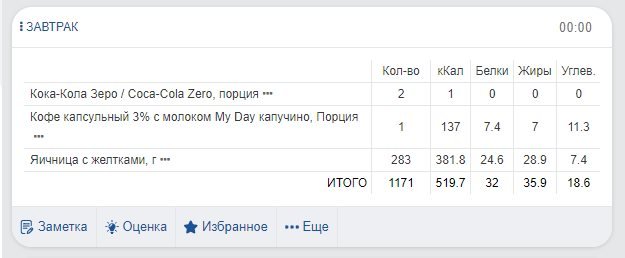 ЗАВТРАК 00:00
Кол-во кКал Белки Жиры Углев.
Кока-Кола Зеро / Coca-Cola Zero, порция ••• 2 1 0 0 0
Кофе капсульный 3% с молоком My Day капучино, Порция
••• 1 137 7.4 7 11.3
Яичница с желтками, г ••• 283 381.8 24.6 28.9 7.4
ИТОГО 1171 519.7 32 35.9 18.6
Заметка Оценка Избранное ••• Еще